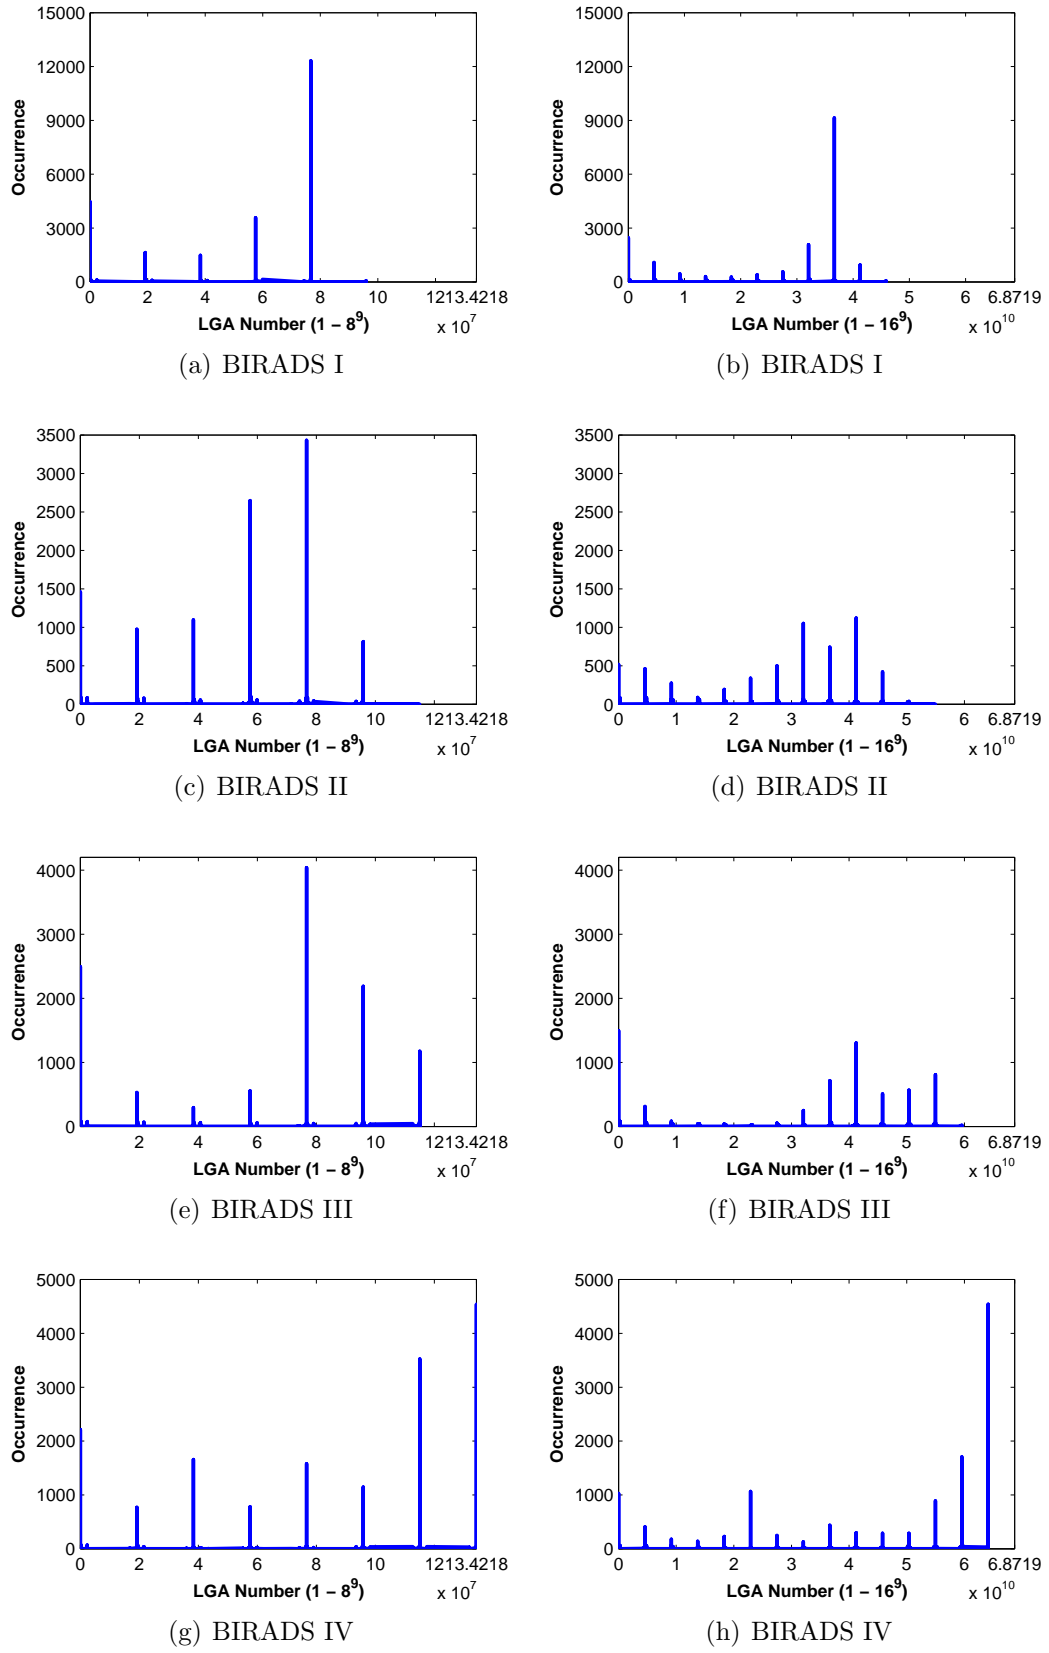 15000
12000
9000
6000
3000
0
Occurrence
0 2 4 6 8 10 1213.4218
LGA Number (1 – 8^9)
x 10^7
(a) BIRADS I
15000
12000
9000
6000
3000
0
Occurrence
0 1 2 3 4 5 6 6.8719
LGA Number (1 – 16^9)
x 10^10
(b) BIRADS I
3500
3000
2500
2000
1500
1000
500
0
Occurrence
0 2 4 6 8 10 1213.4218
LGA Number (1 – 8^9)
x 10^7
(c) BIRADS II
3500
3000
2500
2000
1500
1000
500
0
Occurrence
0 1 2 3 4 5 6 6.8719
LGA Number (1 – 16^9)
x 10^10
(d) BIRADS II
4000
3000
2000
1000
0
Occurrence
0 2 4 6 8 10 1213.4218
LGA Number (1 – 8^9)
x 10^7
(e) BIRADS III
4000
3000
2000
1000
0
Occurrence
0 1 2 3 4 5 6 6.8719
LGA Number (1 – 16^9)
x 10^10
(f) BIRADS III
5000
4000
3000
2000
1000
0
Occurrence
0 2 4 6 8 10 1213.4218
LGA Number (1 – 8^9)
x 10^7
(g) BIRADS IV
5000
4000
3000
2000
1000
0
Occurrence
0 1 2 3 4 5 6 6.8719
LGA Number (1 – 16^9)
x 10^10
(h) BIRADS IV